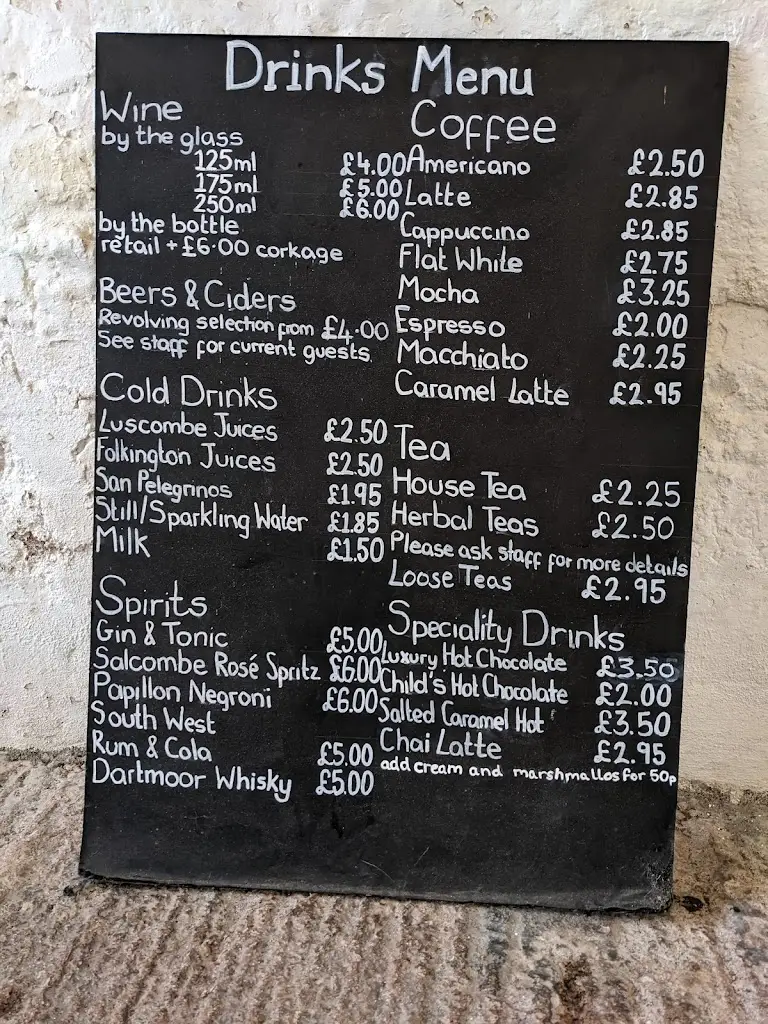 Drinks Menu
Wine
by the glass
125ml £4.00
175ml £5.00
250ml £6.00
by the bottle
retail + £6.00 corkage
Beers & Ciders
Revolving selection from £4.00
See staff for current guests.
Cold Drinks
Luscombe Juices £2.50
Folkington Juices £2.50
San Pelegrinos £1.95
Still/Sparkling Water £1.85
Milk £1.50
Spirits
Gin & Tonic £5.00
Salcombe Rosé Spritz £6.00
Papillon Negroni £6.00
South West
Rum & Cola £5.00
Dartmoor Whisky £5.00
Coffee
Americano £2.50
Latte £2.85
Cappuccino £2.85
Flat White £2.75
Mocha £3.25
Espresso £2.00
Macchiato £2.25
Caramel Latte £2.95
Tea
House Tea £2.25
Herbal Teas £2.50
Please ask staff for more details
Loose Teas £2.95
Speciality Drinks
Luxury Hot Chocolate £3.50
Child's Hot Chocolate £2.00
Salted Caramel Hot £3.50
Chai Latte £2.95
add cream and marshmallos for 50p